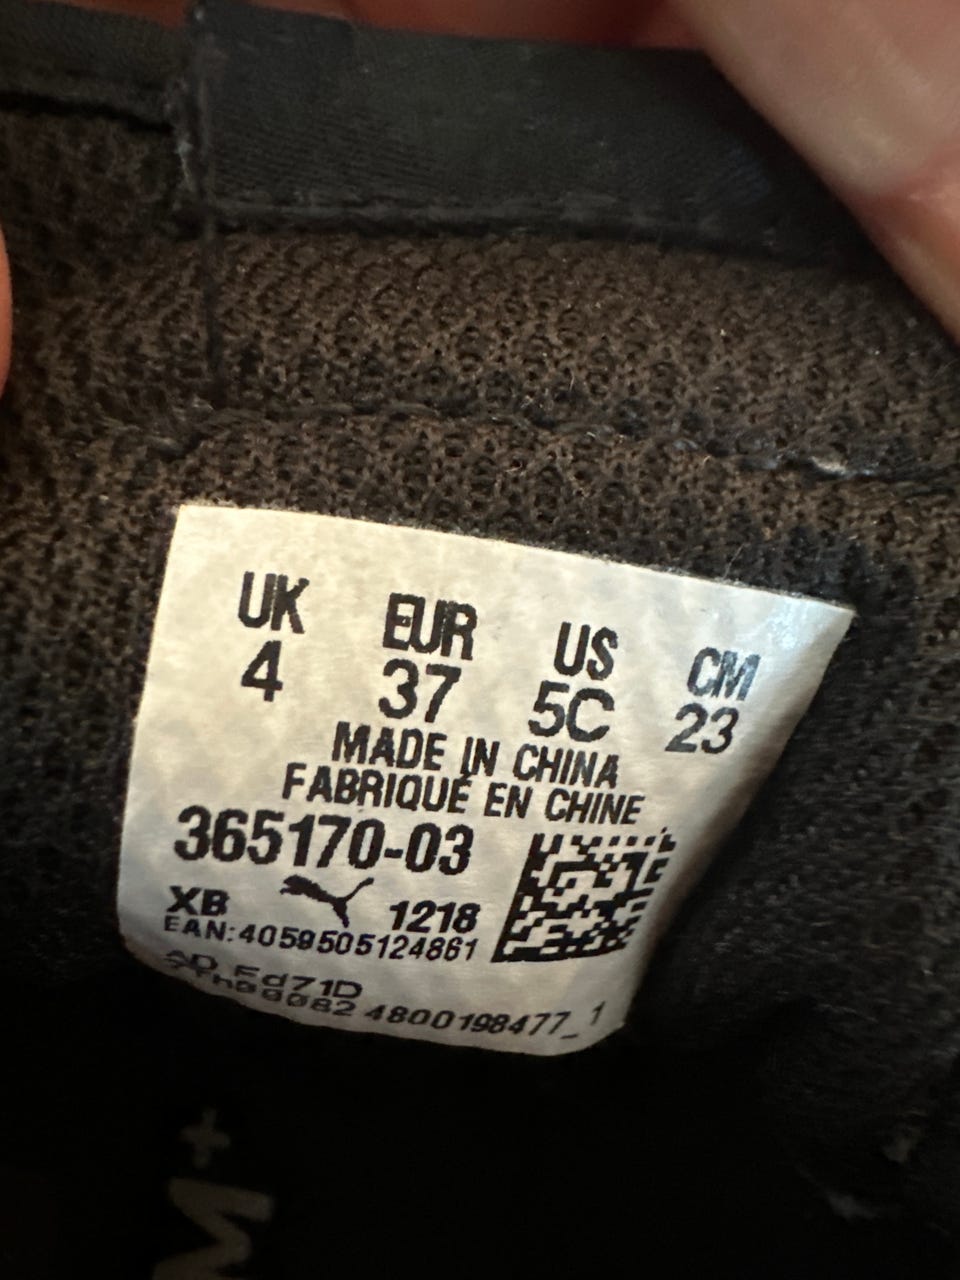 UK EUR US CM
4 37 5C 23
MADE IN CHINA
FABRIQUÉ EN CHINE
365170-03
XB 1218
EAN:4059505124861
4800198477_1
M+